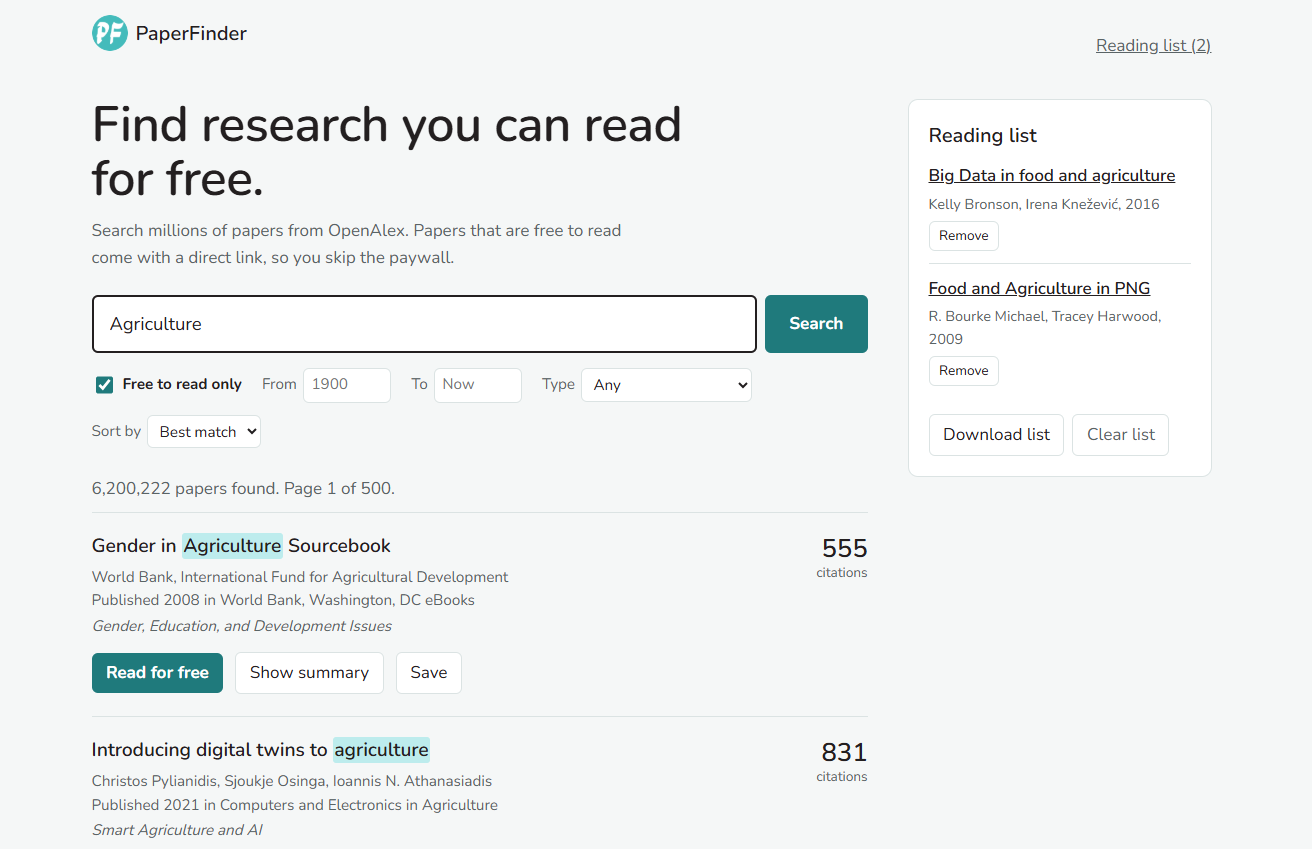 PF PaperFinder
Reading list (2)
Find research you can read
for free.
Search millions of papers from OpenAlex. Papers that are free to read
come with a direct link, so you skip the paywall.
Agriculture
Search
Free to read only From 1900 To Now Type Any
Sort by Best match
6,200,222 papers found. Page 1 of 500.
Gender in Agriculture Sourcebook
555
citations
World Bank, International Fund for Agricultural Development
Published 2008 in World Bank, Washington, DC eBooks
Gender, Education, and Development Issues
Read for free Show summary Save
Introducing digital twins to agriculture
831
citations
Christos Pylianidis, Sjoukje Osinga, Ioannis N. Athanasiadis
Published 2021 in Computers and Electronics in Agriculture
Smart Agriculture and AI
Reading list
Big Data in food and agriculture
Kelly Bronson, Irena Knežević, 2016
Remove
Food and Agriculture in PNG
R. Bourke Michael, Tracey Harwood,
2009
Remove
Download list Clear list